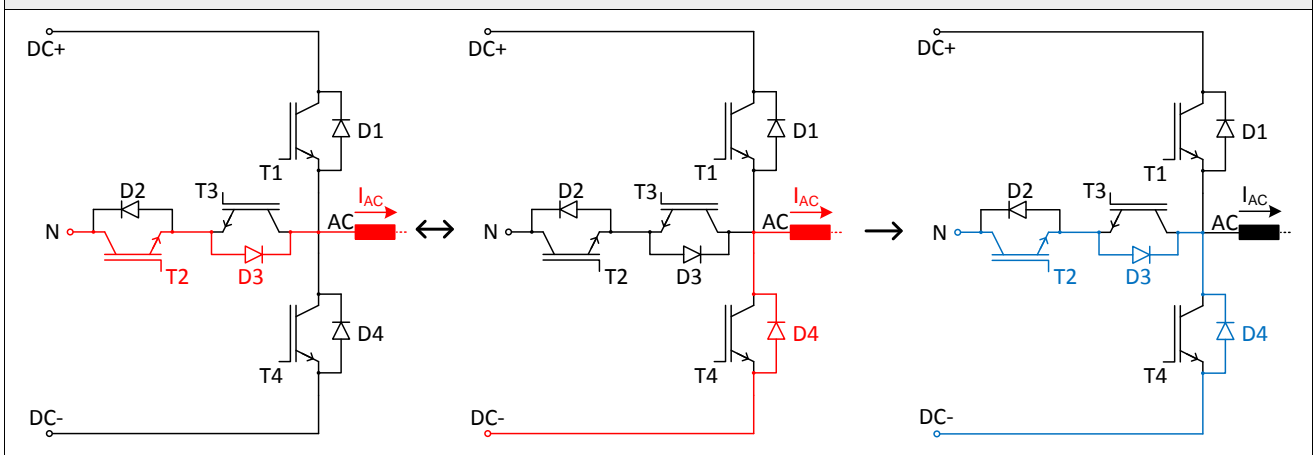 DC+
D1
T1
D2
T3
I_AC
N
AC
T2
D3
D4
T4
DC-
DC+
D1
T1
D2
T3
I_AC
N
AC
T2
D3
D4
T4
DC-
DC+
D1
T1
D2
T3
I_AC
N
AC
T2
D3
D4
T4
DC-